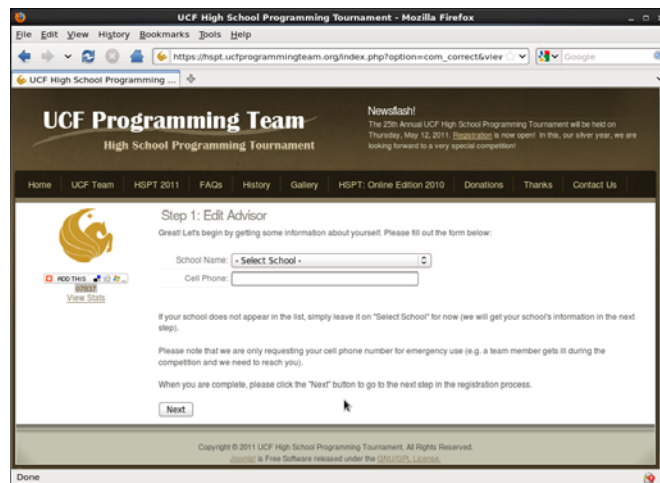 UCF High School Programming Tournament - Mozilla Firefox
File Edit View History Bookmarks Tools Help
https://hspt.ucfprogrammingteam.org/index.php?option=com_correct&view
Google
UCF High School Programming ...
UCF Programming Team
High School Programming Tournament
Newsflash!
The 25th Annual UCF High School Programming Tournament will be held on
Thursday, May 12, 2011. Registration is now open! In this, our silver year, we are
looking forward to a very special competition!
Home UCF Team HSPT 2011 FAQs History Gallery HSPT: Online Edition 2010 Donations Thanks Contact Us
Step 1: Edit Advisor
Great! Let's begin by getting some information about yourself. Please fill out the form below:
School Name: - Select School -
Cell Phone:
ADD THIS
View Stats
If your school does not appear in the list, simply leave it on "Select School" for now (we will get your school's information in the next
step).
Please note that we are only requesting your cell phone number for emergency use (e.g. a team member gets ill during the
competition and we need to reach you).
When you are complete, please click the "Next" button to go to the next step in the registration process.
Next
Copyright © 2011 UCF High School Programming Tournament. All Rights Reserved.
Joomla! is Free Software released under the GNU/GPL License.
Done